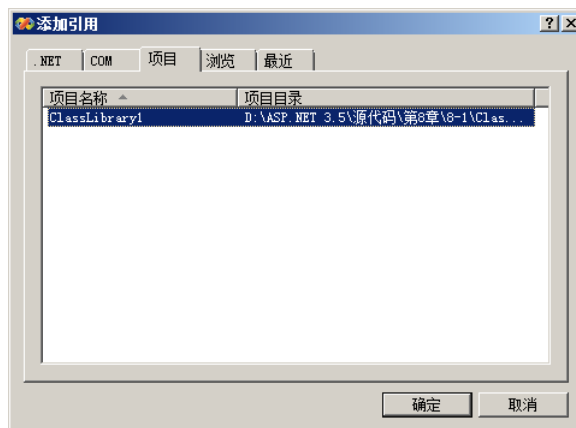 添加引用
.NET COM 项目 浏览 最近
项目名称 项目目录
ClassLibrary1 D:\ASP.NET 3.5\源代码\第8章\8-1\Clas...
确定 取消